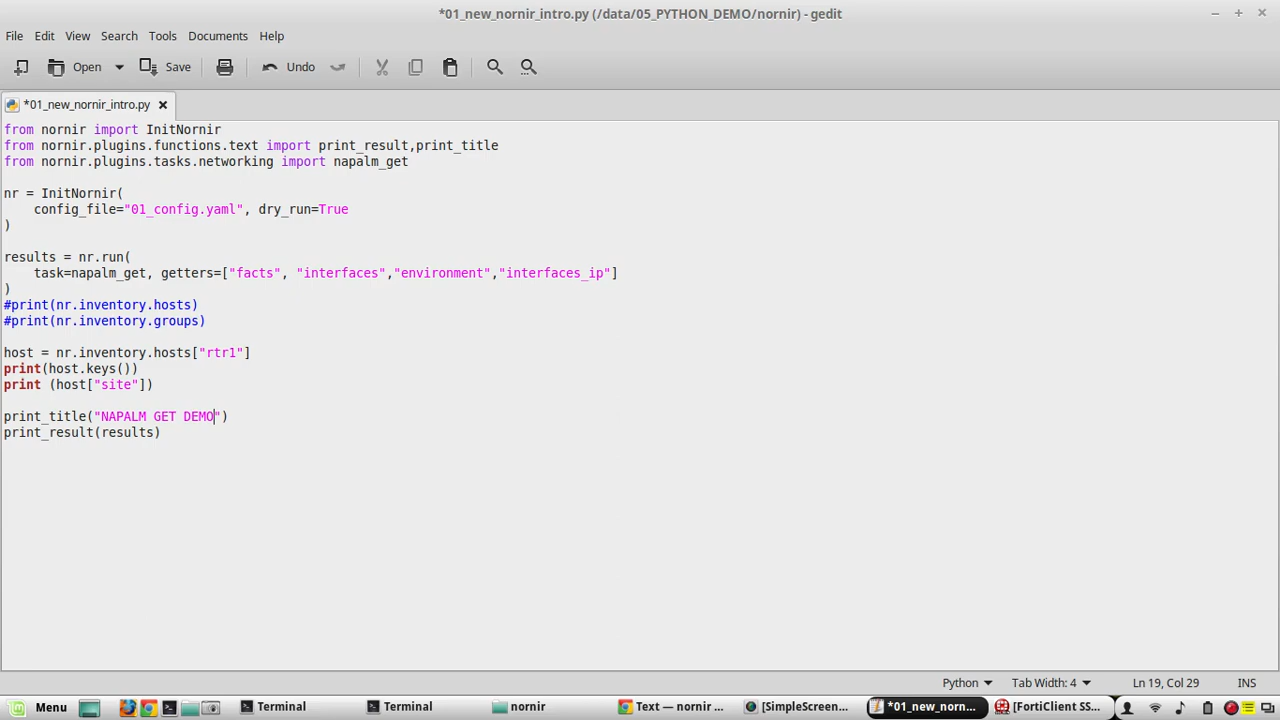 *01_new_nornir_intro.py (/data/05_PYTHON_DEMO/nornir) - gedit
File Edit View Search Tools Documents Help
Open Save Undo
*01_new_nornir_intro.py
from nornir import InitNornir
from nornir.plugins.functions.text import print_result,print_title
from nornir.plugins.tasks.networking import napalm_get
nr = InitNornir(
    config_file="01_config.yaml", dry_run=True
)
results = nr.run(
    task=napalm_get, getters=["facts", "interfaces","environment","interfaces_ip"]
)
#print(nr.inventory.hosts)
#print(nr.inventory.groups)
host = nr.inventory.hosts["rtr1"]
print(host.keys())
print (host["site"])
print_title("NAPALM GET DEMO")
print_result(results)
Python Tab Width: 4 Ln 19, Col 29 INS
Menu Terminal Terminal nornir Text — nornir ... [SimpleScreen... *01_new_norn... [FortiClient SS...